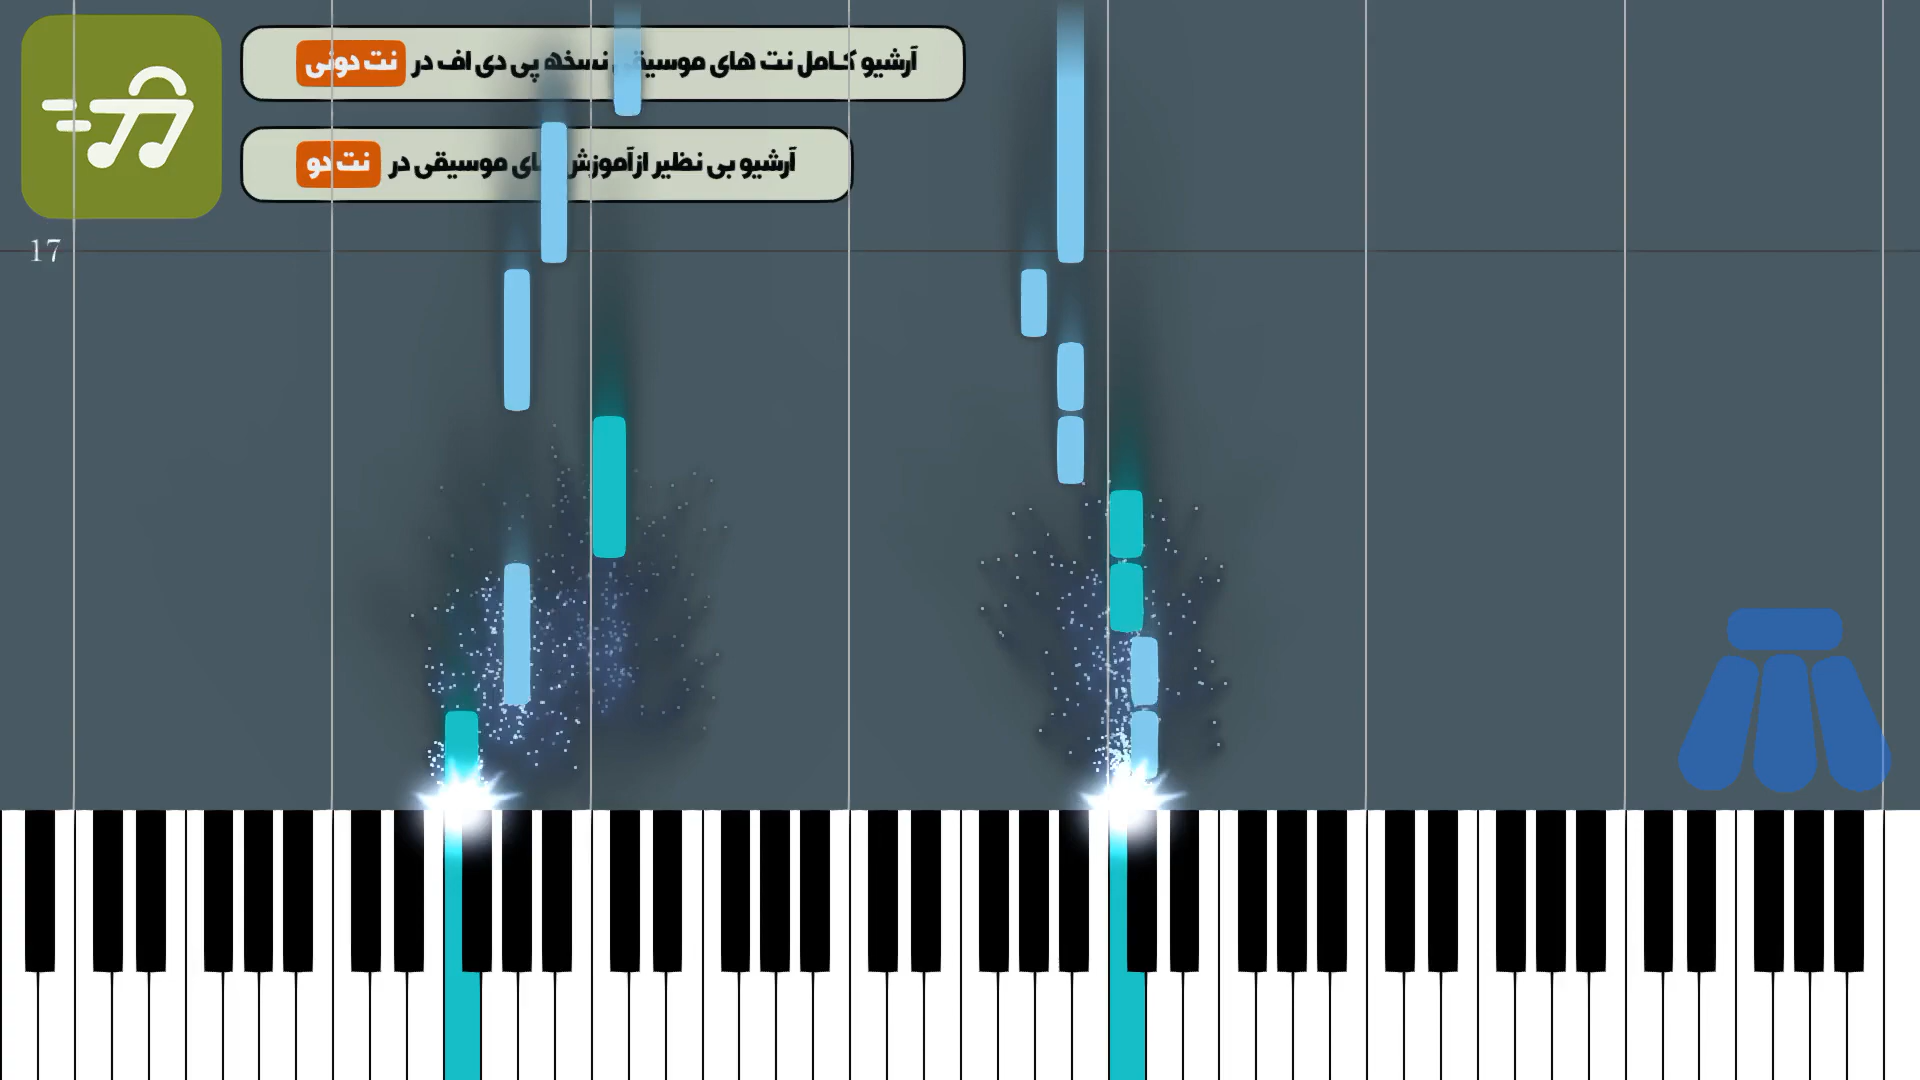 آرشیو کامل نت های موسیقی نسخه پی دی اف در نت دونی
آرشیو بی نظیر از آموزش های موسیقی در نت دو
17